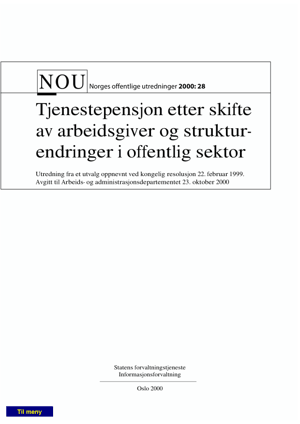 NOU Norges offentlige utredninger 2000: 28
Tjenestepensjon etter skifte
av arbeidsgiver og struktur-
endringer i offentlig sektor
Utredning fra et utvalg oppnevnt ved kongelig resolusjon 22. februar 1999.
Avgitt til Arbeids- og administrasjonsdepartementet 23. oktober 2000
Statens forvaltningstjeneste
Informasjonsforvaltning
Oslo 2000
Til meny